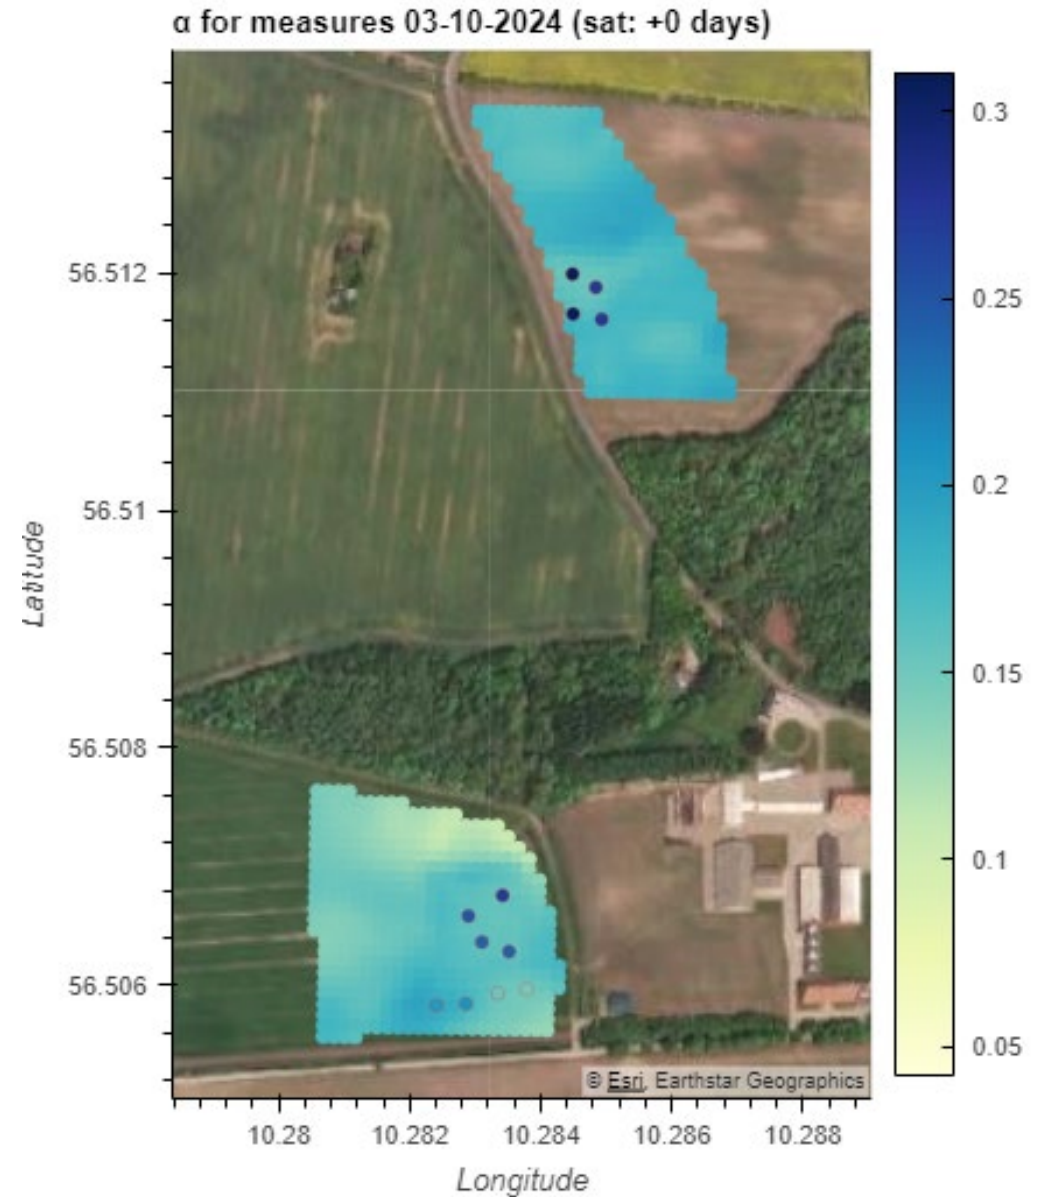 α for measures 03-10-2024 (sat: +0 days)
0.3
56.512
0.25
0.2
56.51
Latitude
0.15
56.508
0.1
56.506
0.05
© Esri, Earthstar Geographics
10.28 10.282 10.284 10.286 10.288
Longitude